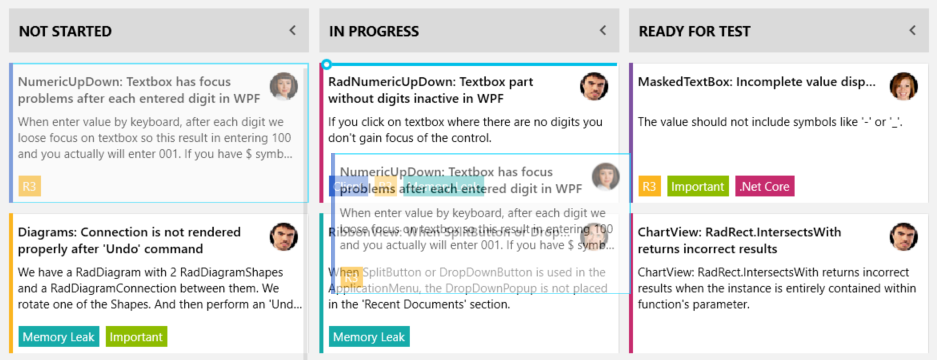 NOT STARTED
NumericUpDown: Textbox has focus
problems after each entered digit in WPF
When enter value by keyboard, after each digit we
loose focus on textbox so this result in entering 100
and you actually will enter 001. If you have $ symb...
R3
Diagrams: Connection is not rendered
properly after 'Undo' command
We have a RadDiagram with 2 RadDiagramShapes
and a RadDiagramConnection between them. We
rotate one of the Shapes. And then perform an 'Und...
Memory Leak Important
IN PROGRESS
RadNumericUpDown: Textbox part
without digits inactive in WPF
If you click on textbox where there are no digits you
don't gain focus of the control.
NumericUpDown: Textbox has focus
R3 Memory Leak
problems after each entered digit in WPF
When enter value by keyboard, after each digit we
loose focus on textbox so this result in entering 100
RibbonView: When SplitButton or Drop...
and you actually will enter 001. If you have $ symb...
R3
When SplitButton or DropDownButton is used in the
ApplicationMenu, the DropDownPopup is not placed
in the 'Recent Documents' section.
Memory Leak
READY FOR TEST
MaskedTextBox: Incomplete value disp...
The value should not include symbols like '-' or '_'.
R3 Important .Net Core
ChartView: RadRect.IntersectsWith
returns incorrect results
ChartView: RadRect.IntersectsWith returns incorrect
results when the instance is entirely contained within
function's parameter.